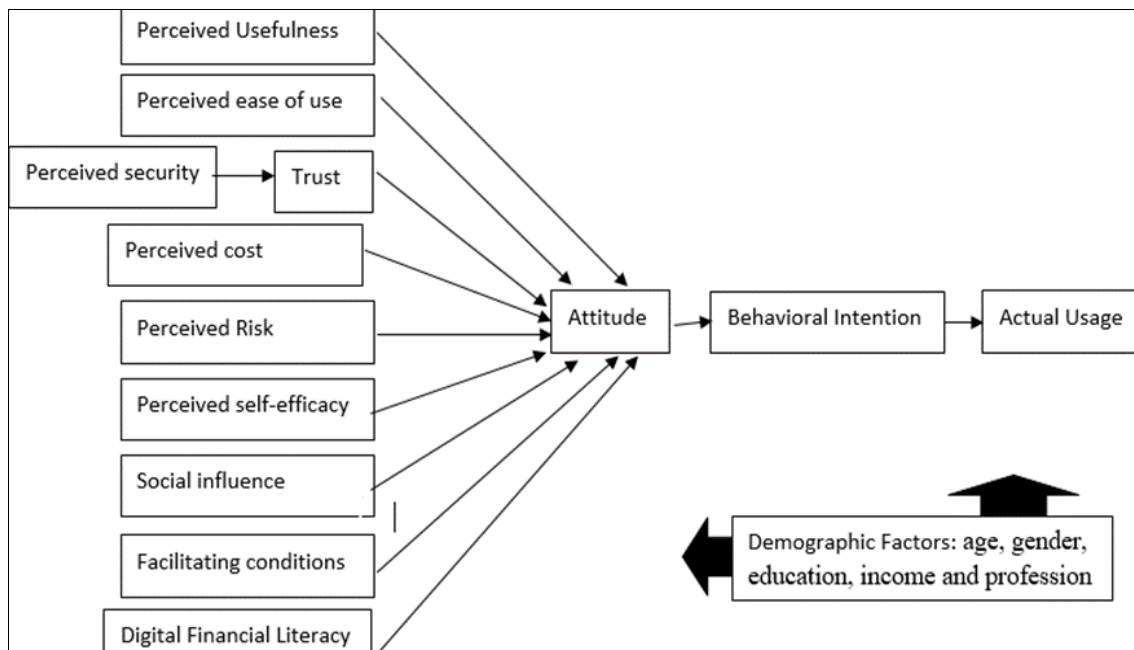 Perceived Usefulness
Perceived ease of use
Perceived security
Trust
Perceived cost
Perceived Risk
Attitude
Behavioral Intention
Actual Usage
Perceived self-efficacy
Social influence
Facilitating conditions
Demographic Factors: age, gender,
education, income and profession
Digital Financial Literacy